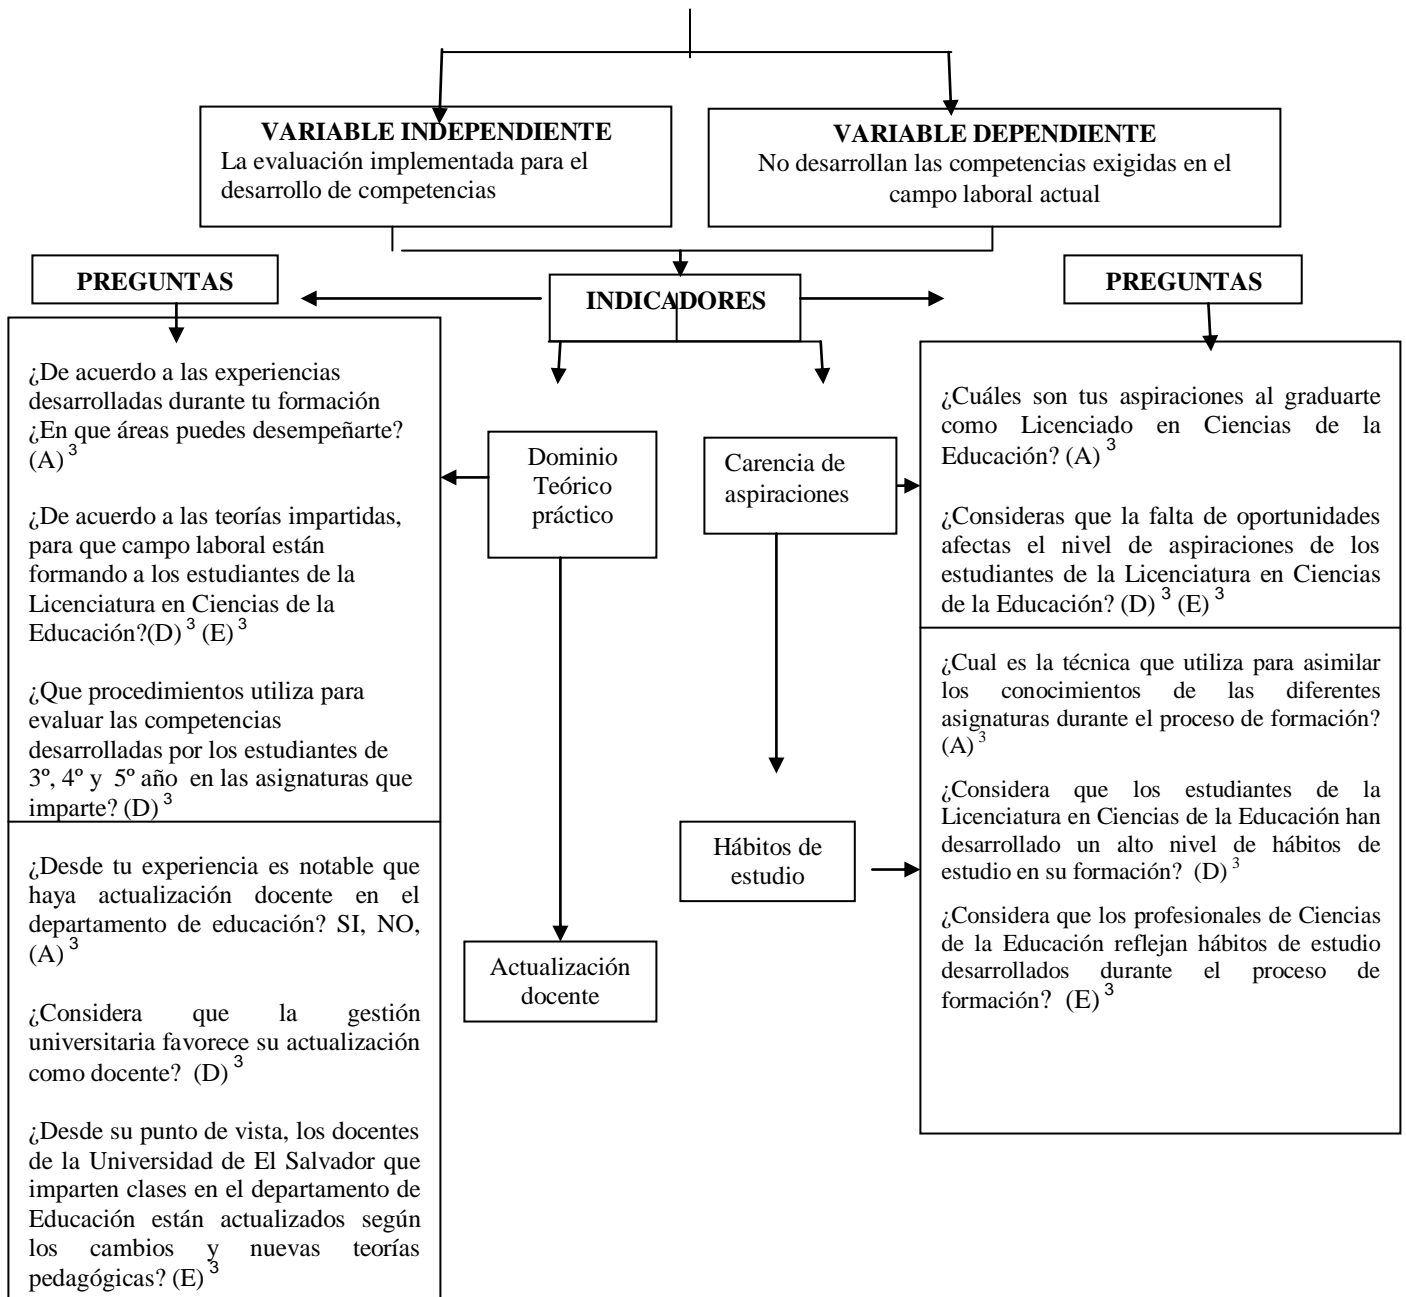 VARIABLE INDEPENDIENTE
La evaluación implementada para el
desarrollo de competencias
VARIABLE DEPENDIENTE
No desarrollan las competencias exigidas en el
campo laboral actual
PREGUNTAS
INDICADORES
PREGUNTAS
¿De acuerdo a las experiencias
desarrolladas durante tu formación
¿En que áreas puedes desempeñarte?
(A) 3
¿De acuerdo a las teorías impartidas,
para que campo laboral están
formando a los estudiantes de la
Licenciatura en Ciencias de la
Educación?(D) 3 (E) 3
¿Que procedimientos utiliza para
evaluar las competencias
desarrolladas por los estudiantes de
3º, 4º y 5º año en las asignaturas que
imparte? (D) 3
¿Desde tu experiencia es notable que
haya actualización docente en el
departamento de educación? SI, NO,
(A) 3
¿Considera que la gestión
universitaria favorece su actualización
como docente? (D) 3
¿Desde su punto de vista, los docentes
de la Universidad de El Salvador que
imparten clases en el departamento de
Educación están actualizados según
los cambios y nuevas teorías
pedagógicas? (E) 3
Dominio
Teórico
práctico
Actualización
docente
Carencia de
aspiraciones
Hábitos de
estudio
¿Cuáles son tus aspiraciones al graduarte
como Licenciado en Ciencias de la
Educación? (A) 3
¿Consideras que la falta de oportunidades
afectas el nivel de aspiraciones de los
estudiantes de la Licenciatura en Ciencias
de la Educación? (D) 3 (E) 3
¿Cual es la técnica que utiliza para asimilar
los conocimientos de las diferentes
asignaturas durante el proceso de formación?
(A) 3
¿Considera que los estudiantes de la
Licenciatura en Ciencias de la Educación han
desarrollado un alto nivel de hábitos de
estudio en su formación? (D) 3
¿Considera que los profesionales de Ciencias
de la Educación reflejan hábitos de estudio
desarrollados durante el proceso de
formación? (E) 3